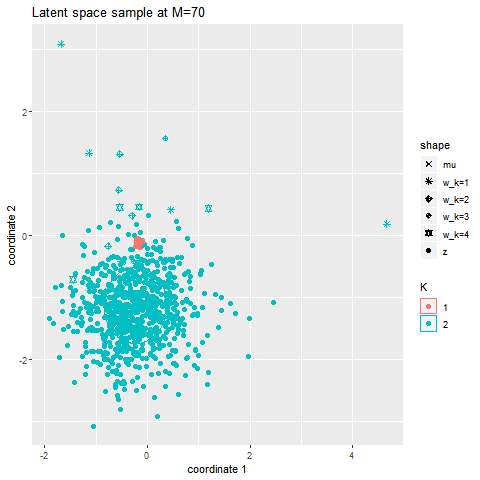 Latent space sample at M=70
coordinate 2
2
0
-2
-2
0
2
4
coordinate 1
shape
mu
w_k=1
w_k=2
w_k=3
w_k=4
z
K
1
2